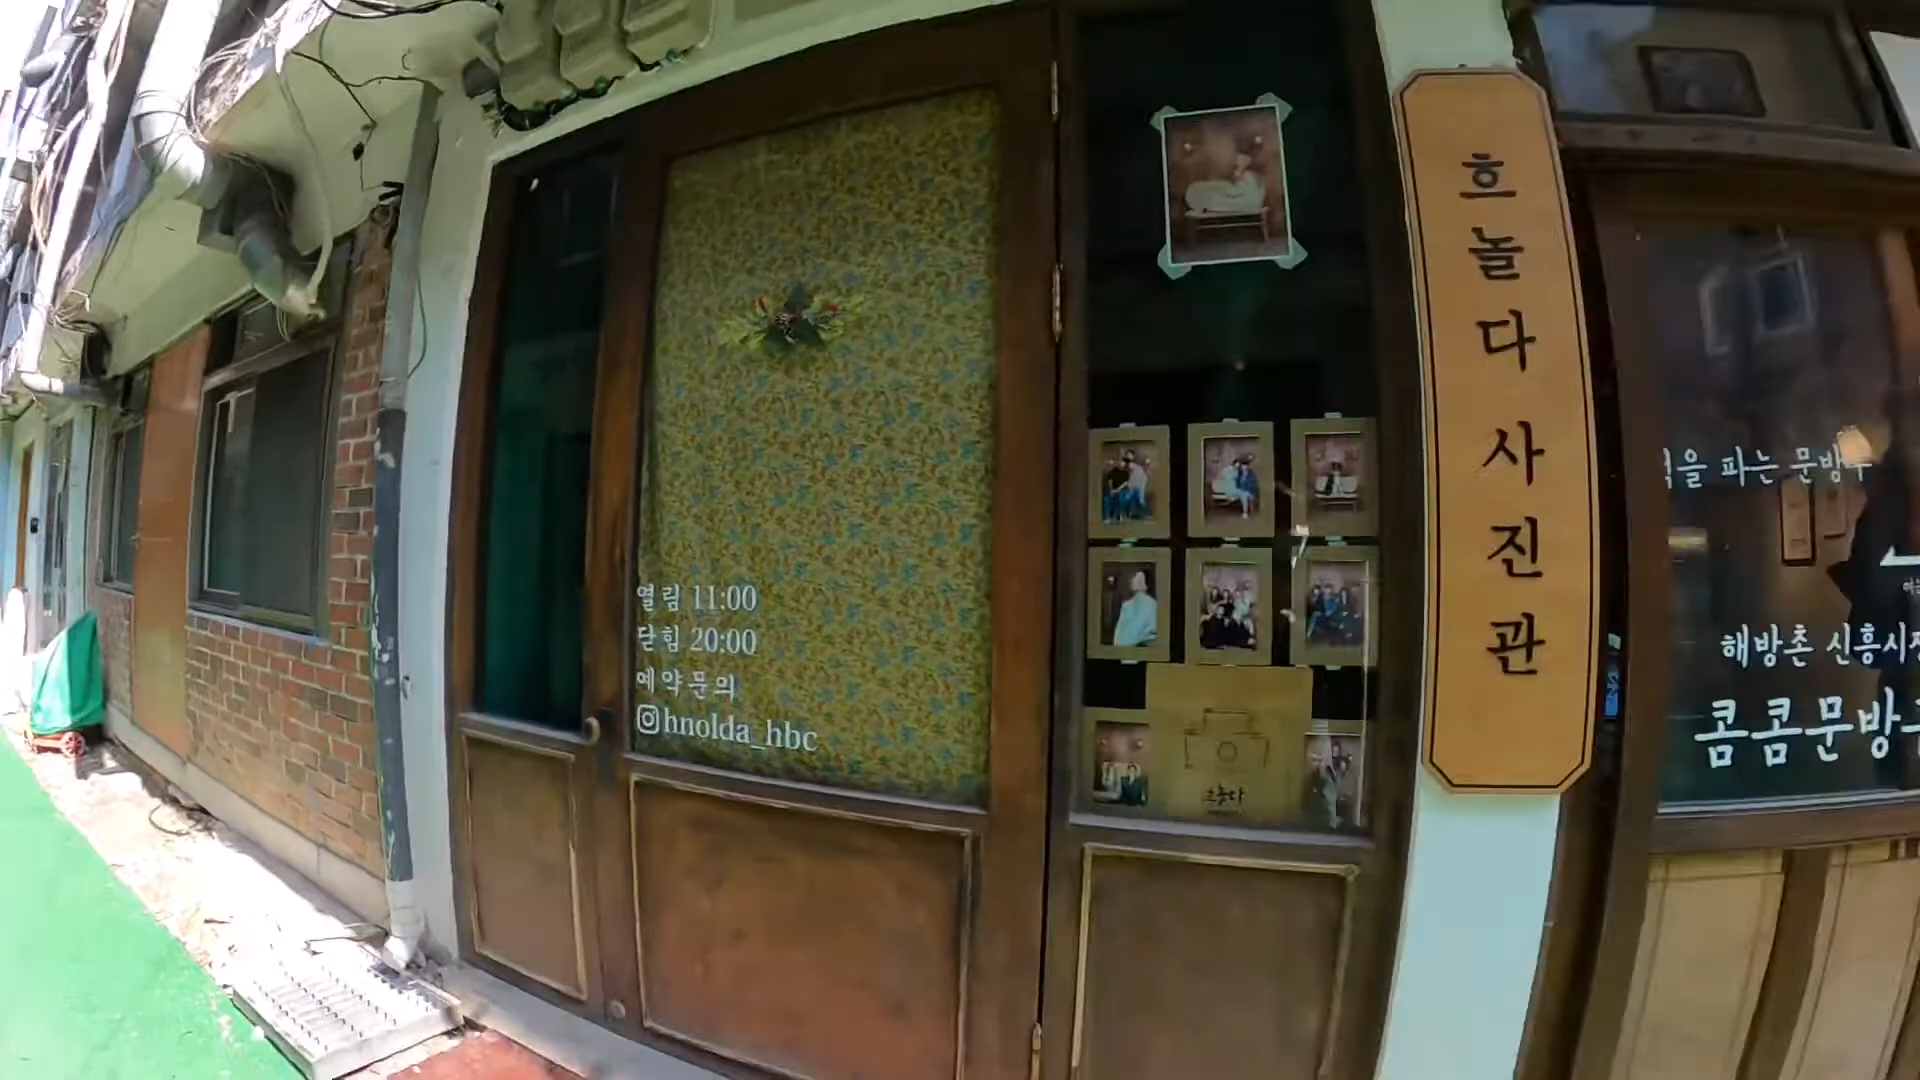 열림 11:00
닫힘 20:00
예약문의
hnolda_hbc
흐놀다
흐놀다사진관
을 파는 문방구
해방촌 신흥시장
콤콤문방구